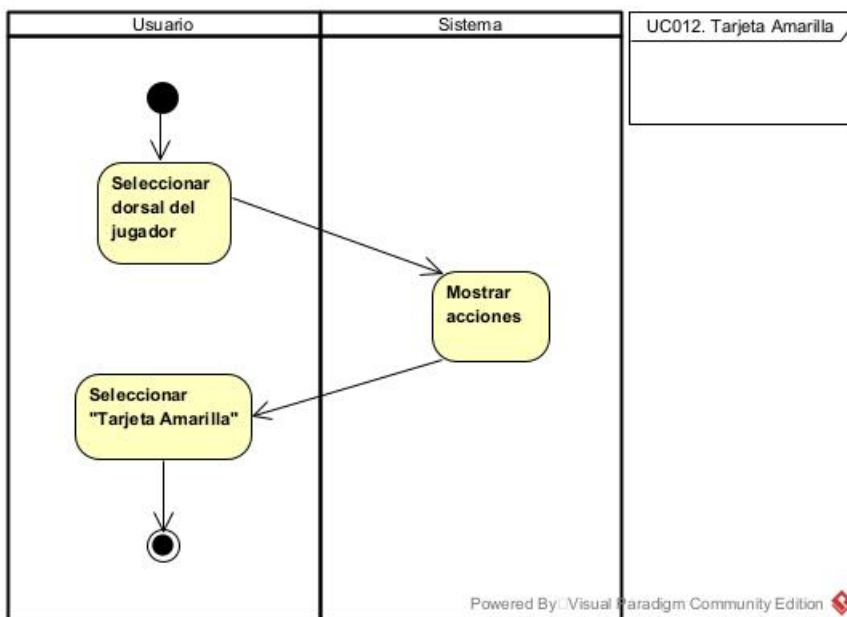 Usuario
Sistema
UC012. Tarjeta Amarilla
Seleccionar
dorsal del
jugador
Mostrar
acciones
Seleccionar
"Tarjeta Amarilla"
Powered By Visual Paradigm Community Edition